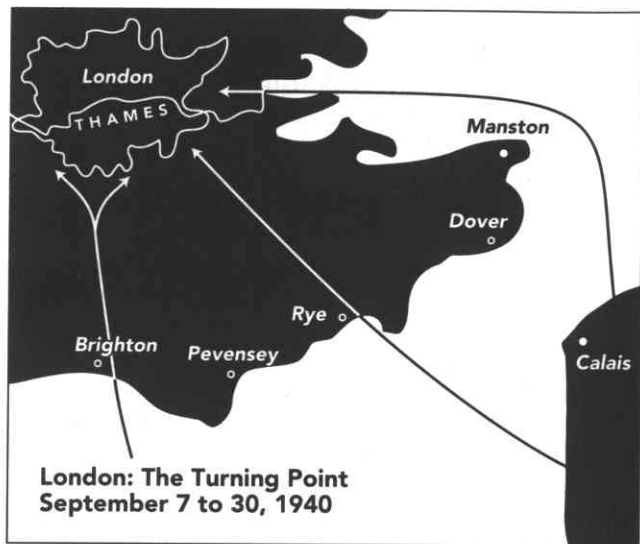 London
THAMES
Manston
Dover
Rye
Brighton
Pevensey
Calais
London: The Turning Point
September 7 to 30, 1940